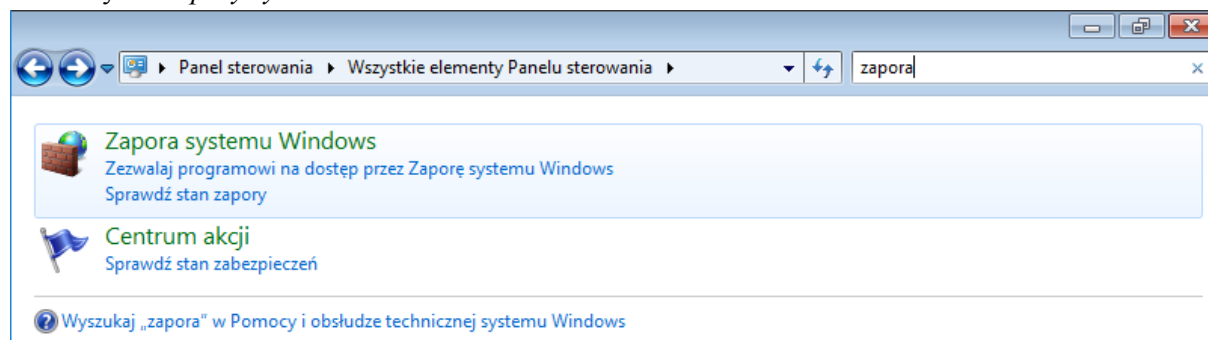 Panel sterowania ▸ Wszystkie elementy Panelu sterowania ▸ zapora
Zapora systemu Windows
Zezwalaj programowi na dostęp przez Zaporę systemu Windows
Sprawdź stan zapory
Centrum akcji
Sprawdź stan zabezpieczeń
Wyszukaj „zapora” w Pomocy i obsłudze technicznej systemu Windows